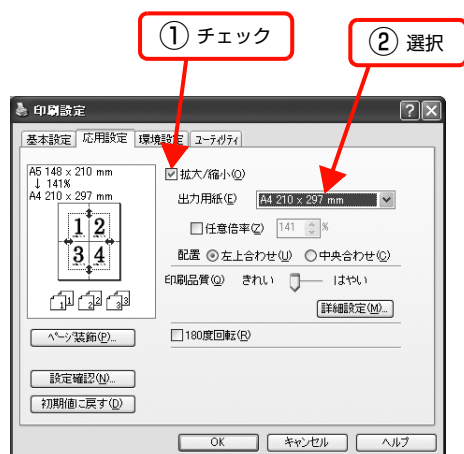 ① チェック
② 選択
印刷設定
基本設定 応用設定 環境設定 ユーティリティ
A5 148 x 210 mm
↓ 141%
A4 210 x 297 mm
1 2
3 4
1 1 2 2 3 3
拡大/縮小(O)
出力用紙(E) A4 210 x 297 mm
任意倍率(Z) 141 %
配置 左上合わせ(U) 中央合わせ(C)
印刷品質(Q) きれい はやい
詳細設定(M)...
ページ装飾(P)...
180度回転(R)
設定確認(N)...
初期値に戻す(D)
OK キャンセル ヘルプ